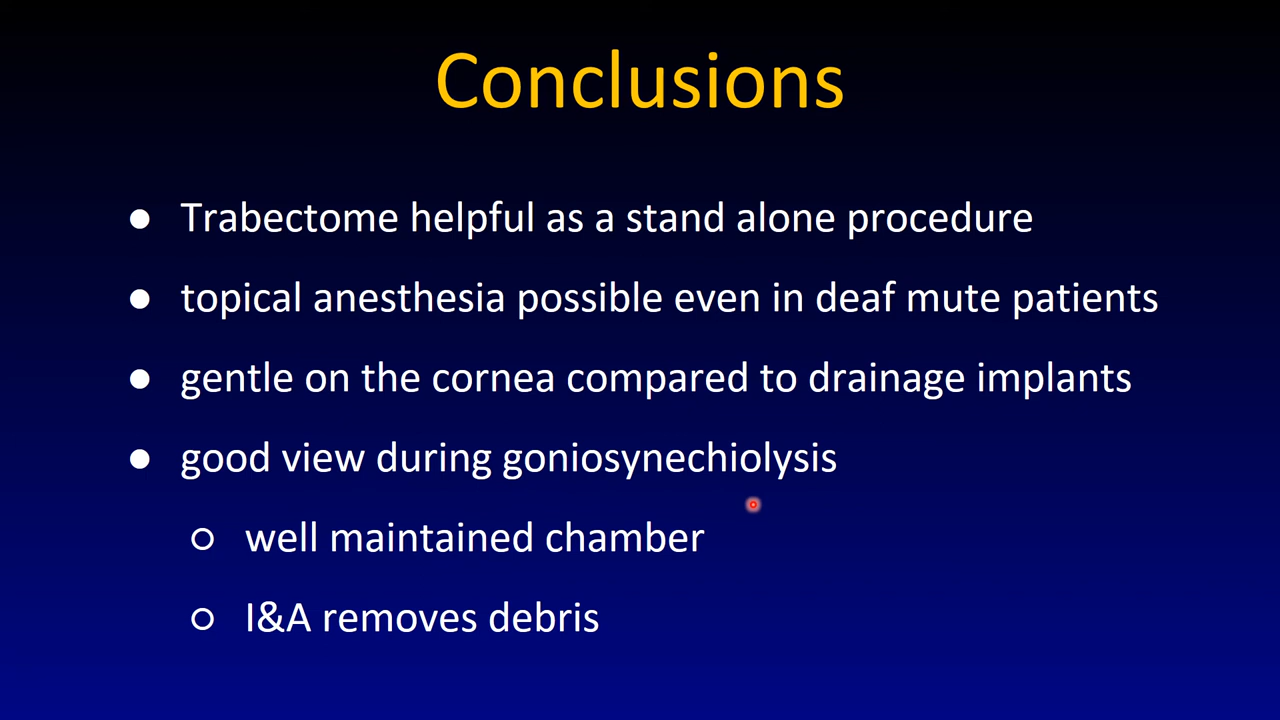 Conclusions
● Trabectome helpful as a stand alone procedure
● topical anesthesia possible even in deaf mute patients
● gentle on the cornea compared to drainage implants
● good view during goniosynechiolysis
○ well maintained chamber
○ I&A removes debris